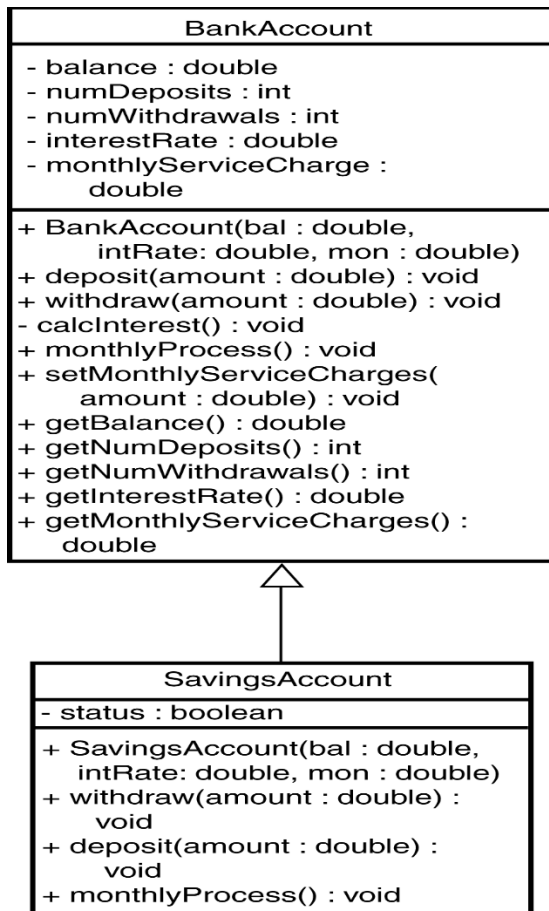 BankAccount
- balance : double
- numDeposits : int
- numWithdrawals : int
- interestRate : double
- monthlyServiceCharge :
double
+ BankAccount(bal : double,
intRate: double, mon : double)
+ deposit(amount : double) : void
+ withdraw(amount : double) : void
- calcInterest() : void
+ monthlyProcess() : void
+ setMonthlyServiceCharges(
amount : double) : void
+ getBalance() : double
+ getNumDeposits() : int
+ getNumWithdrawals() : int
+ getInterestRate() : double
+ getMonthlyServiceCharges() :
double
SavingsAccount
- status : boolean
+ SavingsAccount(bal : double,
intRate: double, mon : double)
+ withdraw(amount : double) :
void
+ deposit(amount : double) :
void
+ monthlyProcess() : void